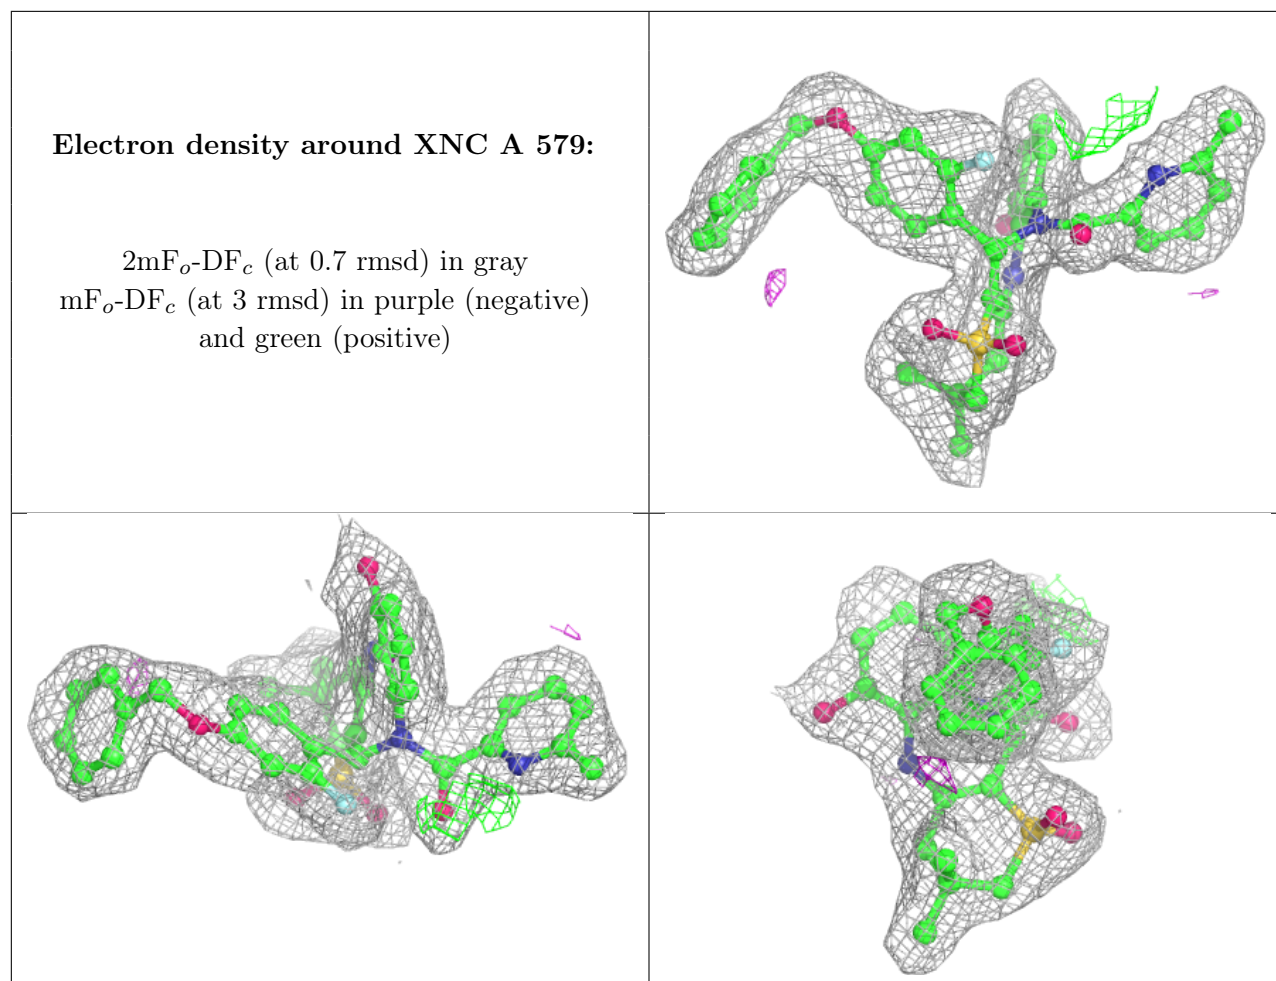 Electron density around XNC A 579:
2mFo-DFc (at 0.7 rmsd) in gray
mFo-DFc (at 3 rmsd) in purple (negative)
and green (positive)